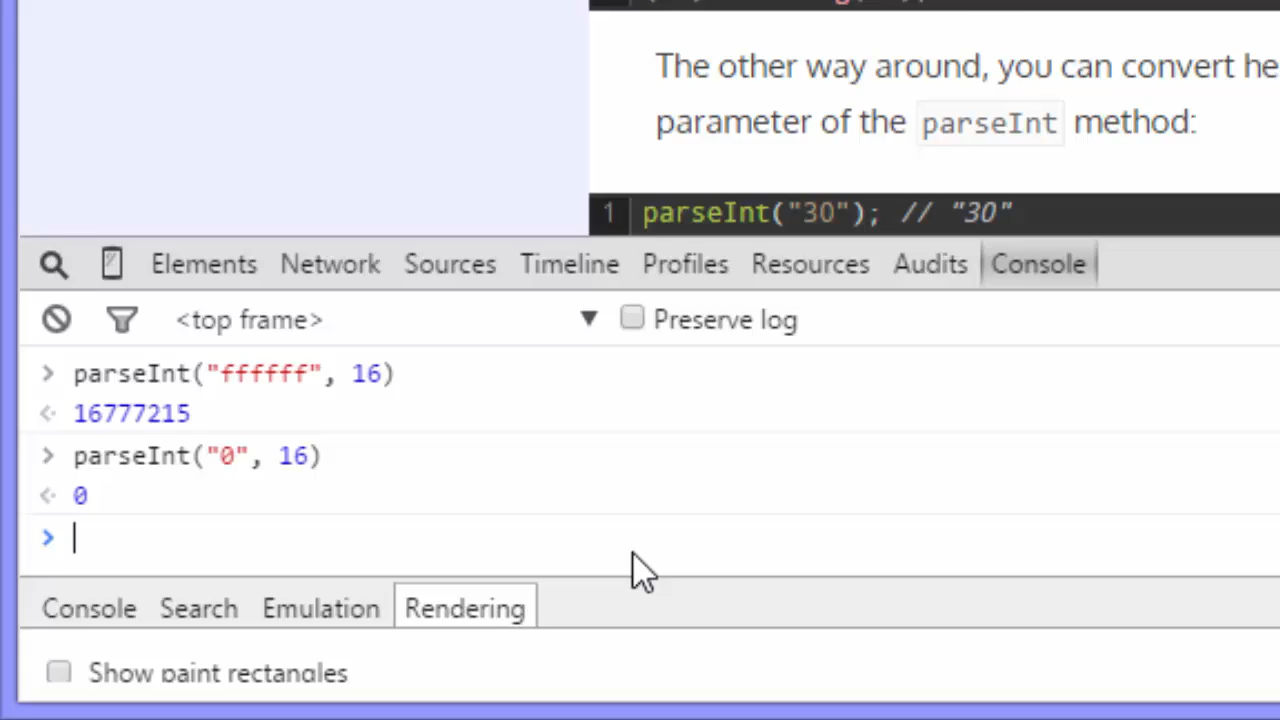 The other way around, you can convert he
parameter of the parseInt method:
1 parseInt("30"); // "30"
Elements Network Sources Timeline Profiles Resources Audits Console
<top frame> ▼ Preserve log
> parseInt("ffffff", 16)
<· 16777215
> parseInt("0", 16)
<· 0
>
Console Search Emulation Rendering
Show paint rectangles